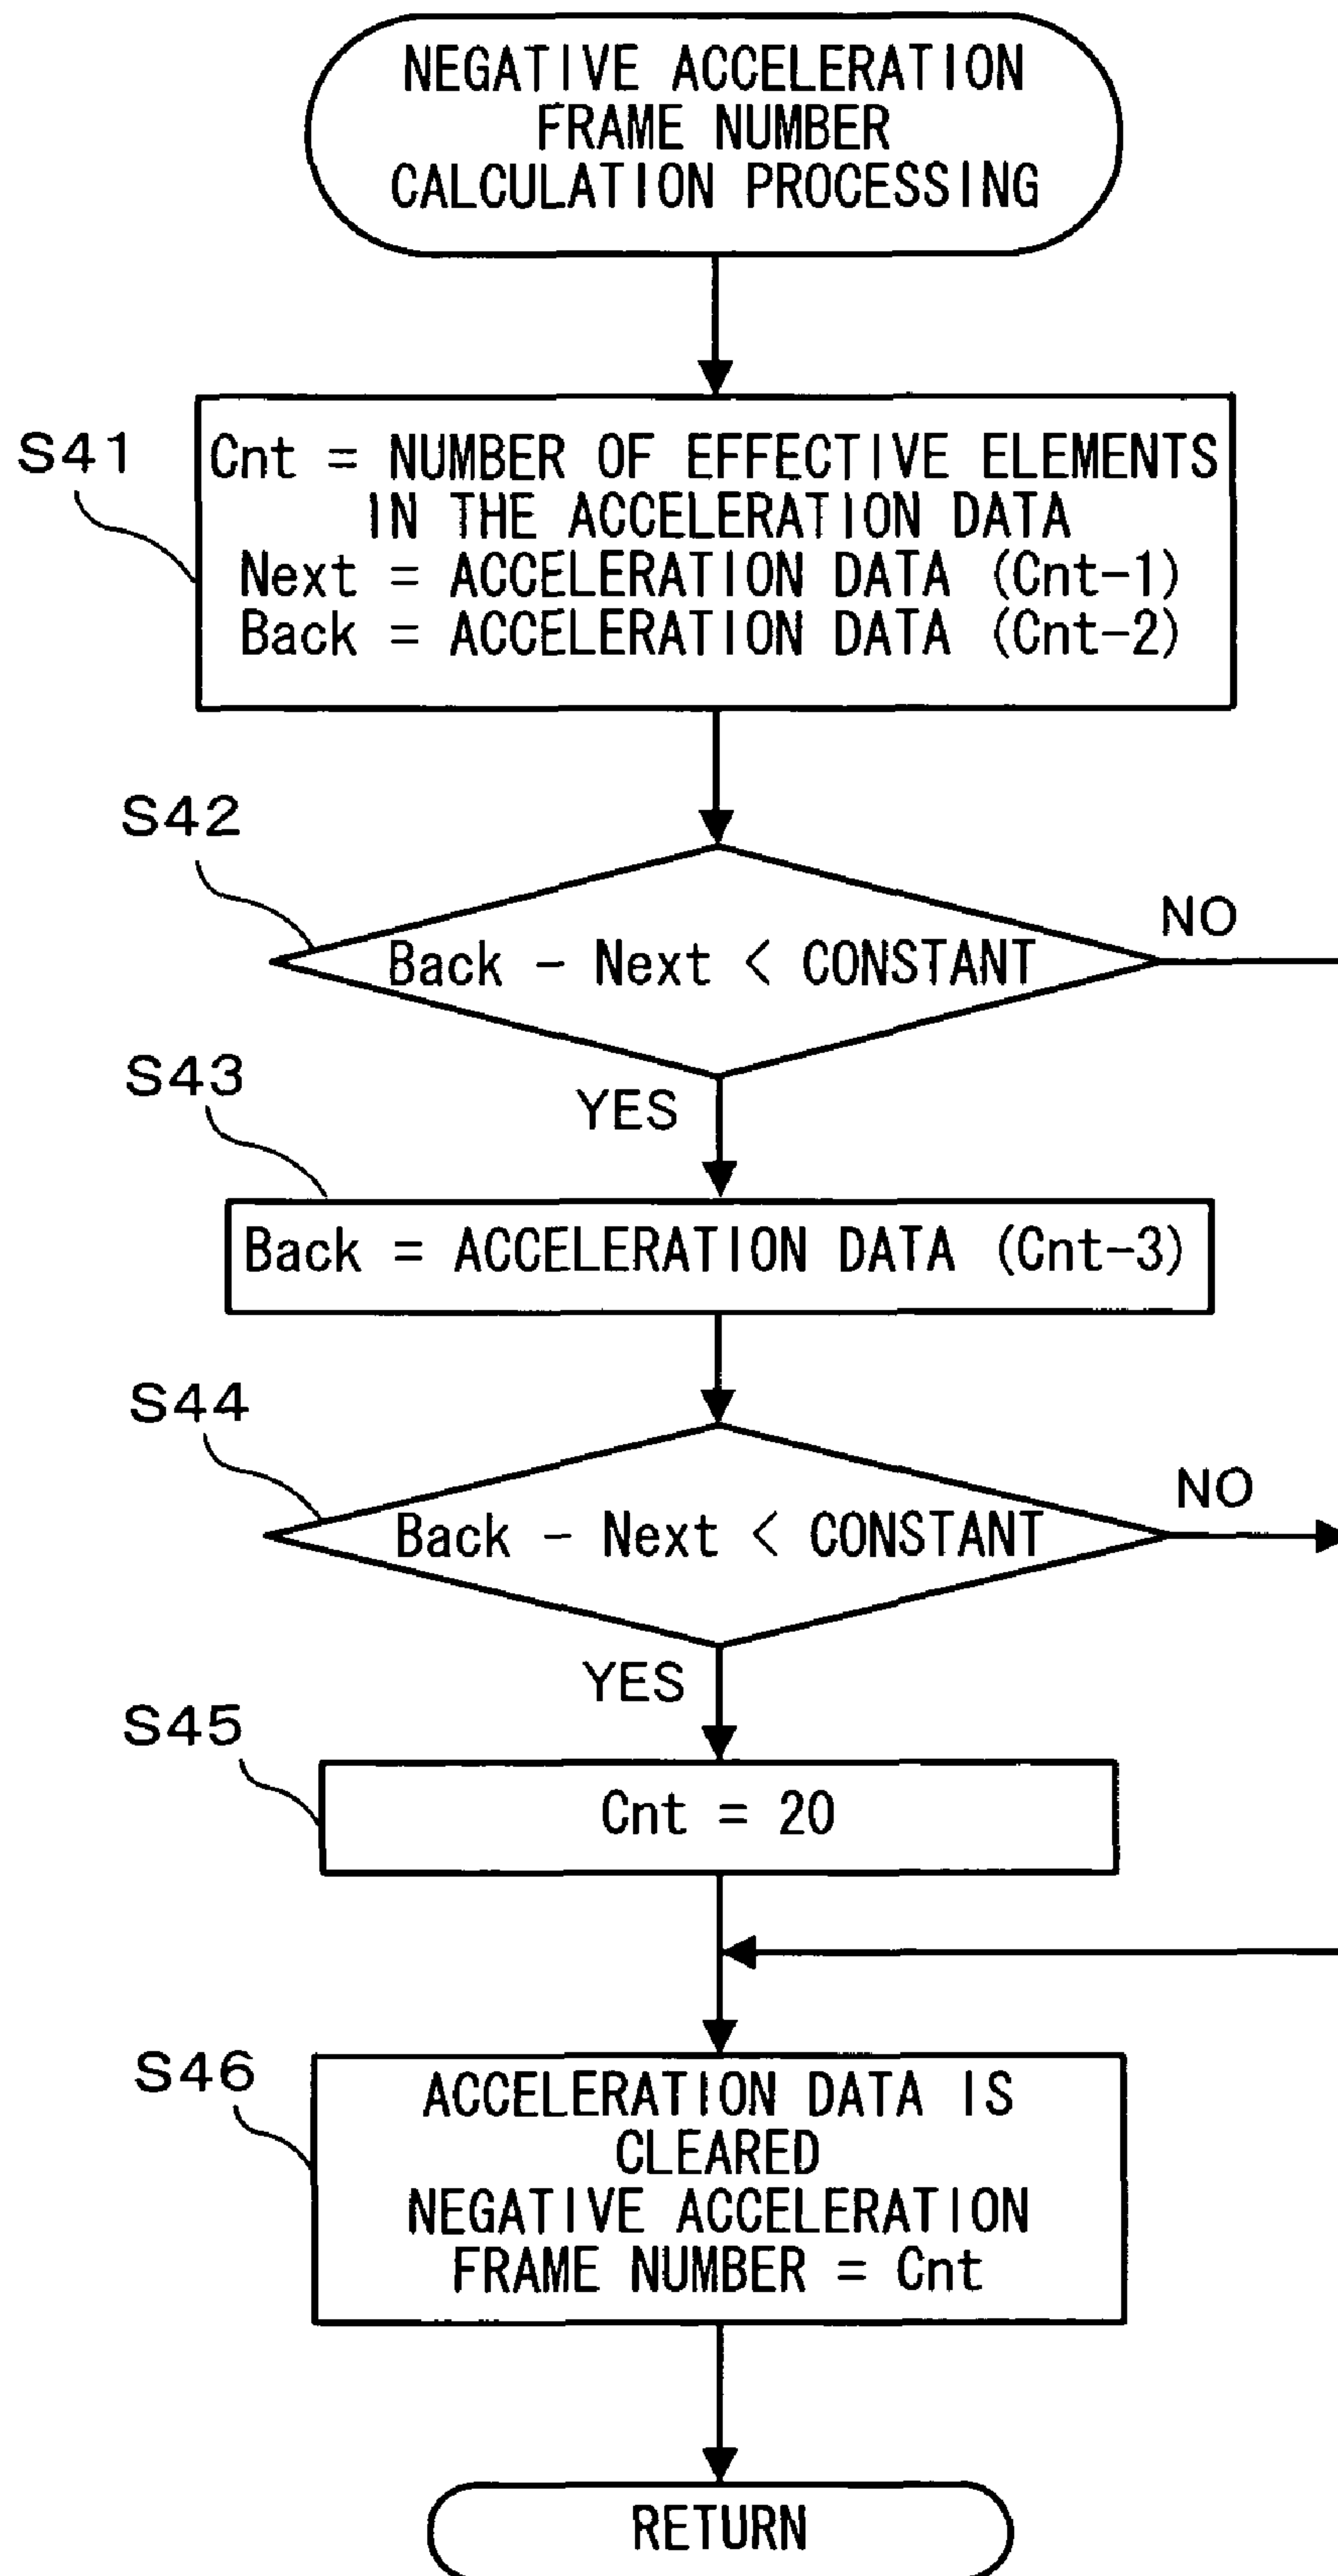 NEGATIVE ACCELERATION
FRAME NUMBER
CALCULATION PROCESSING
S41
Cnt = NUMBER OF EFFECTIVE ELEMENTS
IN THE ACCELERATION DATA
Next = ACCELERATION DATA (Cnt-1)
Back = ACCELERATION DATA (Cnt-2)
S42
Back - Next < CONSTANT
NO
YES
S43
Back = ACCELERATION DATA (Cnt-3)
S44
Back - Next < CONSTANT
NO
YES
S45
Cnt = 20
S46
ACCELERATION DATA IS
CLEARED
NEGATIVE ACCELERATION
FRAME NUMBER = Cnt
RETURN